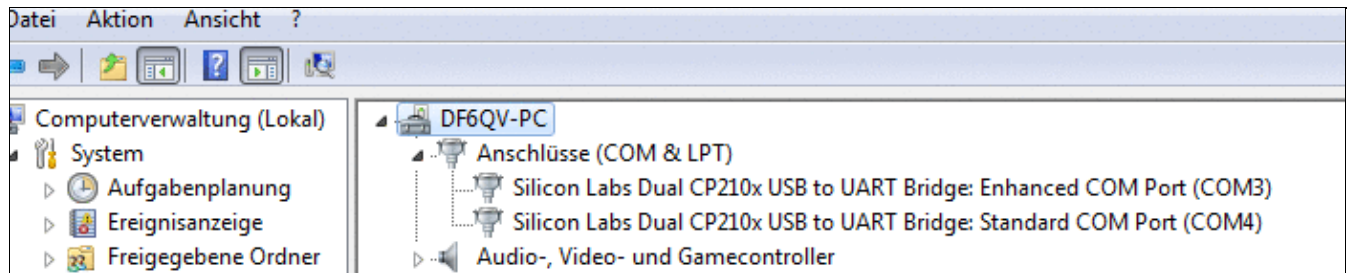 Datei Aktion Ansicht ?
Computerverwaltung (Lokal)
System
Aufgabenplanung
Ereignisanzeige
Freigegebene Ordner
DF6QV-PC
Anschlüsse (COM & LPT)
Silicon Labs Dual CP210x USB to UART Bridge: Enhanced COM Port (COM3)
Silicon Labs Dual CP210x USB to UART Bridge: Standard COM Port (COM4)
Audio-, Video- und Gamecontroller